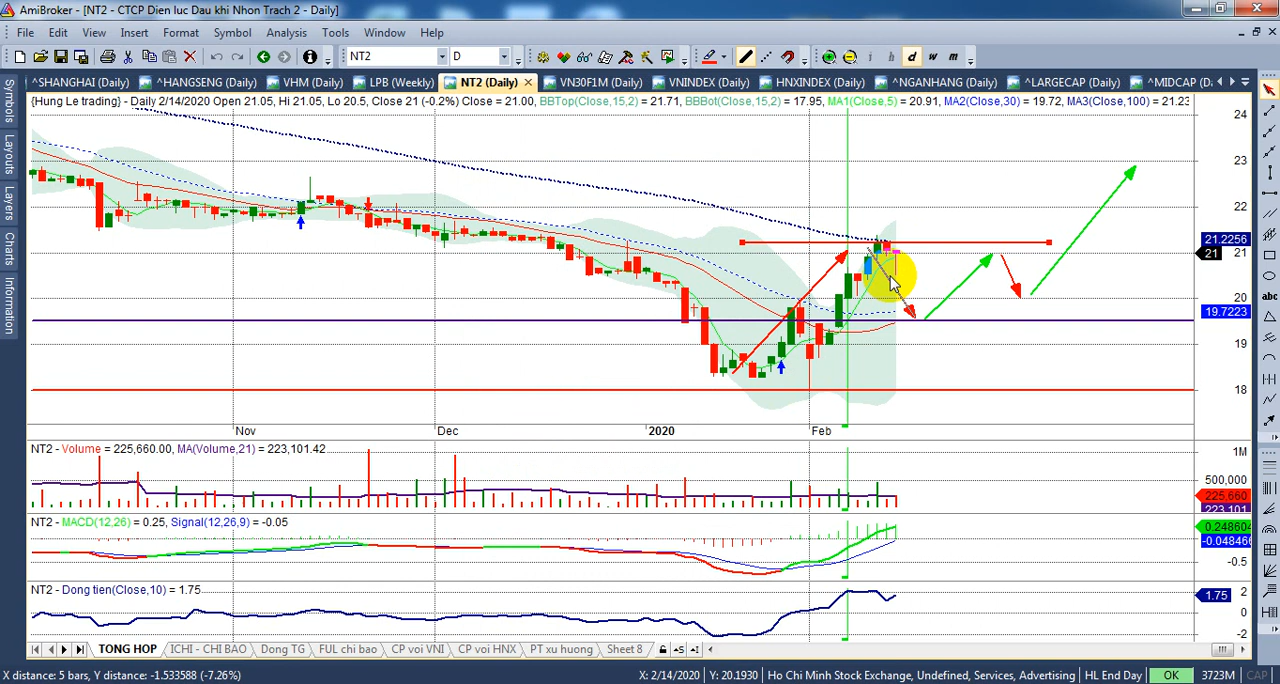 AmiBroker - [NT2 - CTCP Dien luc Dau khi Nhon Trach 2 - Daily]
File Edit View Insert Format Symbol Analysis Tools Window Help
NT2 D i h d w m
^SHANGHAI (Daily) ^HANGSENG (Daily) VHM (Daily) LPB (Weekly) NT2 (Daily) VN30F1M (Daily) VNINDEX (Daily) HNXINDEX (Daily) ^NGANHANG (Daily) ^LARGECAP (Daily) ^MIDCAP (Da
Symbols
Layouts
Layers
Charts
Information
{Hung Le trading} - Daily 2/14/2020 Open 21.05, Hi 21.05, Lo 20.5, Close 21 (-0.2%) Close = 21.00, BBTop(Close,15,2) = 21.71, BBBot(Close,15,2) = 17.95, MA1(Close,5) = 20.91, MA2(Close,30) = 19.72, MA3(Close,100) = 21.23
24
23
22
21.2256
21
20
19.7223
19
18
Nov Dec 2020 Feb
NT2 - Volume = 225,660.00, MA(Volume,21) = 223,101.42
1M
500,000
225,660
223,101
NT2 - MACD(12,26) = 0.25, Signal(12,26,9) = -0.05
0.248604
-0.048466
-0.5
NT2 - Dong tien(Close,10) = 1.75
2
1.75
0
-2
abc
TONG HOP ICHI - CHI BAO Dong TG FUL chi bao CP voi VNI CP voi HNX PT xu huong Sheet 8
X distance: 5 bars, Y distance: -1.533588 (-7.26%) X: 2/14/2020 Y: 20.1930 Ho Chi Minh Stock Exchange, Undefined, Services, Advertising HL End Day OK 3723M CAP